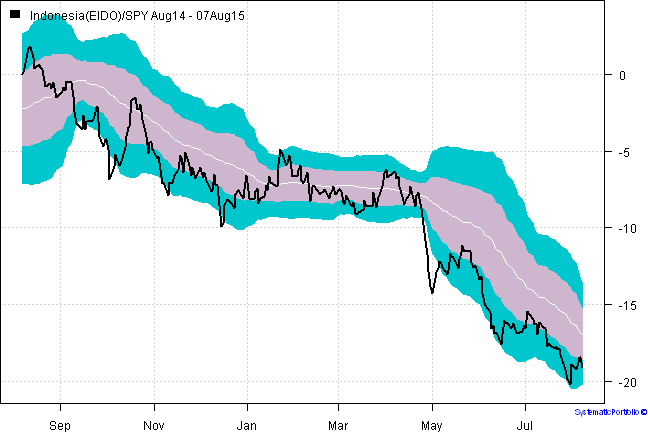 Indonesia(EIDO)/SPY Aug14 - 07Aug15
0
-5
-10
-15
-20
Sep Nov Jan Mar May Jul
SystematicPortfolio ©